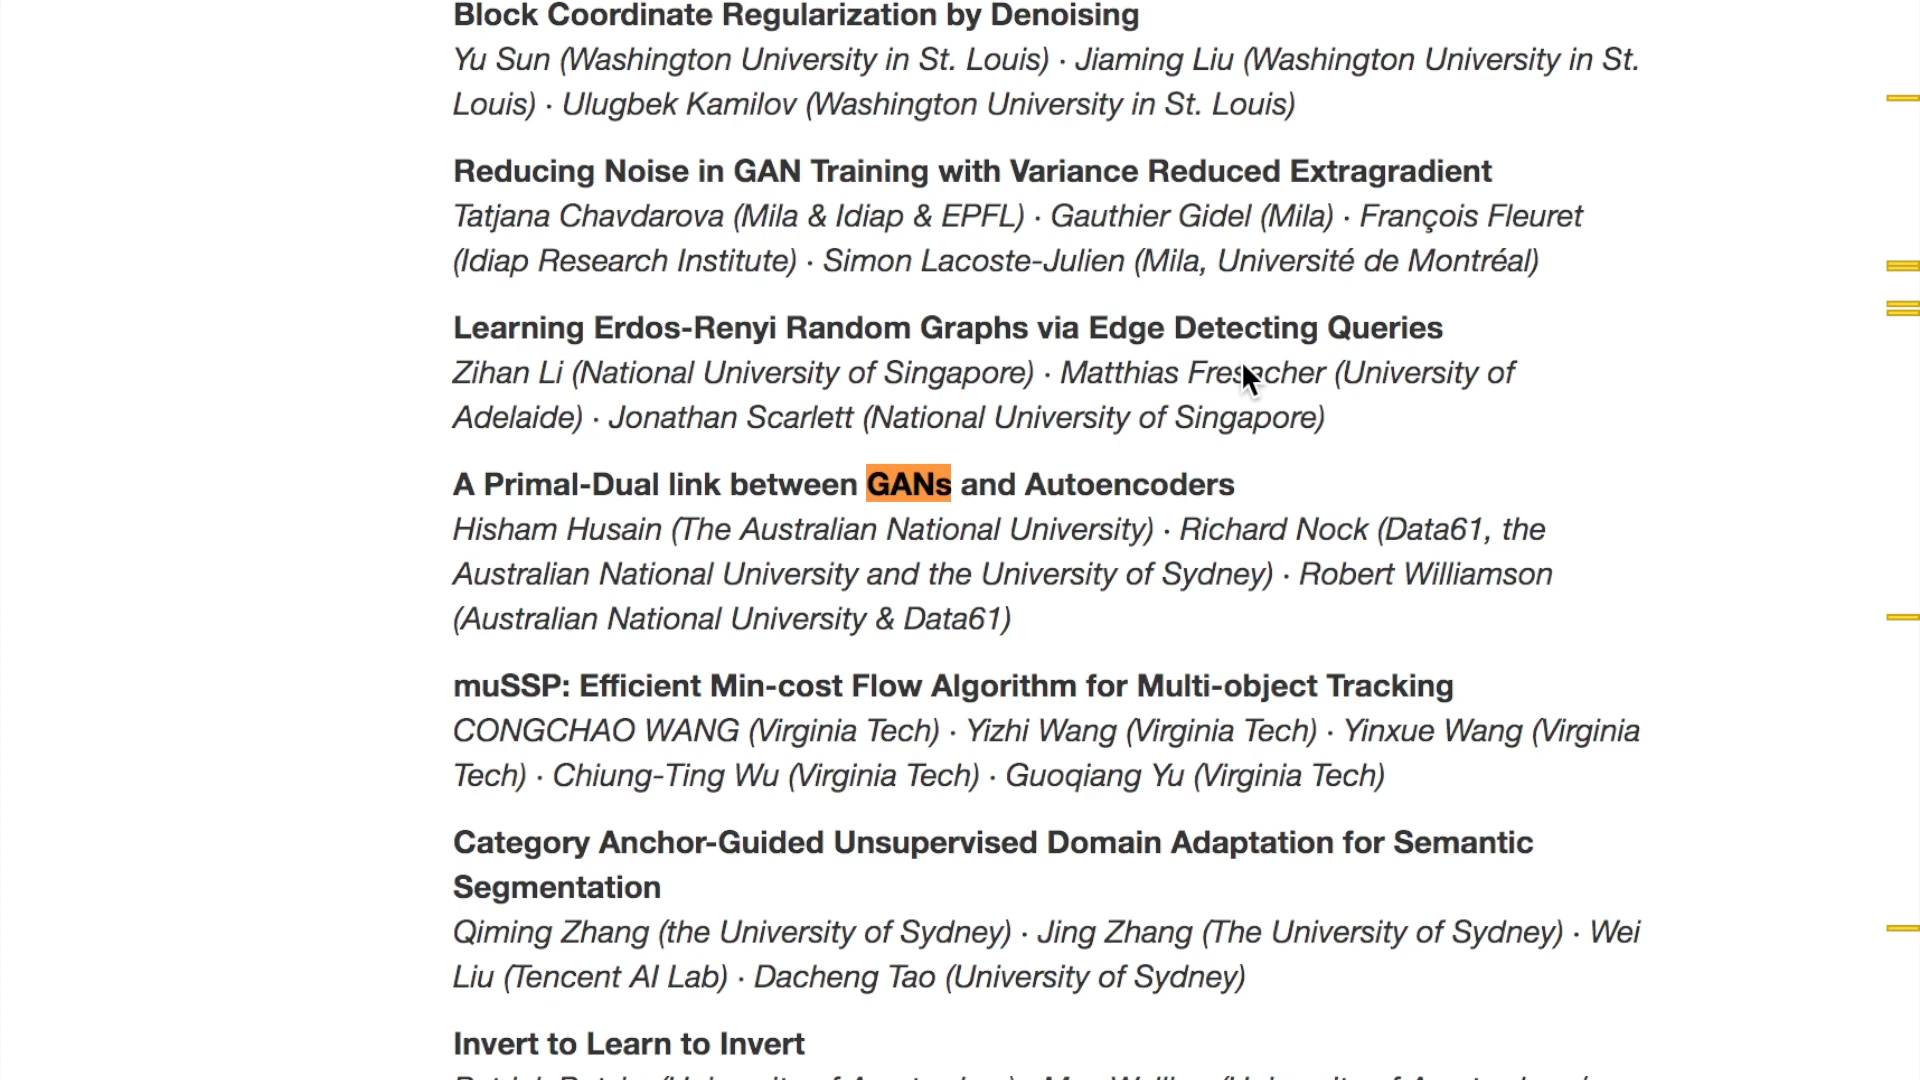 Block Coordinate Regularization by Denoising
Yu Sun (Washington University in St. Louis) · Jiaming Liu (Washington University in St.
Louis) · Ulugbek Kamilov (Washington University in St. Louis)
Reducing Noise in GAN Training with Variance Reduced Extragradient
Tatjana Chavdarova (Mila & Idiap & EPFL) · Gauthier Gidel (Mila) · François Fleuret
(Idiap Research Institute) · Simon Lacoste-Julien (Mila, Université de Montréal)
Learning Erdos-Renyi Random Graphs via Edge Detecting Queries
Zihan Li (National University of Singapore) · Matthias (University of
Adelaide) · Jonathan Scarlett (National University of Singapore)
A Primal-Dual link between GANs and Autoencoders
Hisham Husain (The Australian National University) · Richard Nock (Data61, the
Australian National University and the University of Sydney) · Robert Williamson
(Australian National University & Data61)
muSSP: Efficient Min-cost Flow Algorithm for Multi-object Tracking
CONGCHAO WANG (Virginia Tech) · Yizhi Wang (Virginia Tech) · Yinxue Wang (Virginia
Tech) · Chiung-Ting Wu (Virginia Tech) · Guoqiang Yu (Virginia Tech)
Category Anchor-Guided Unsupervised Domain Adaptation for Semantic
Segmentation
Qiming Zhang (the University of Sydney) · Jing Zhang (The University of Sydney) · Wei
Liu (Tencent AI Lab) · Dacheng Tao (University of Sydney)
Invert to Learn to Invert